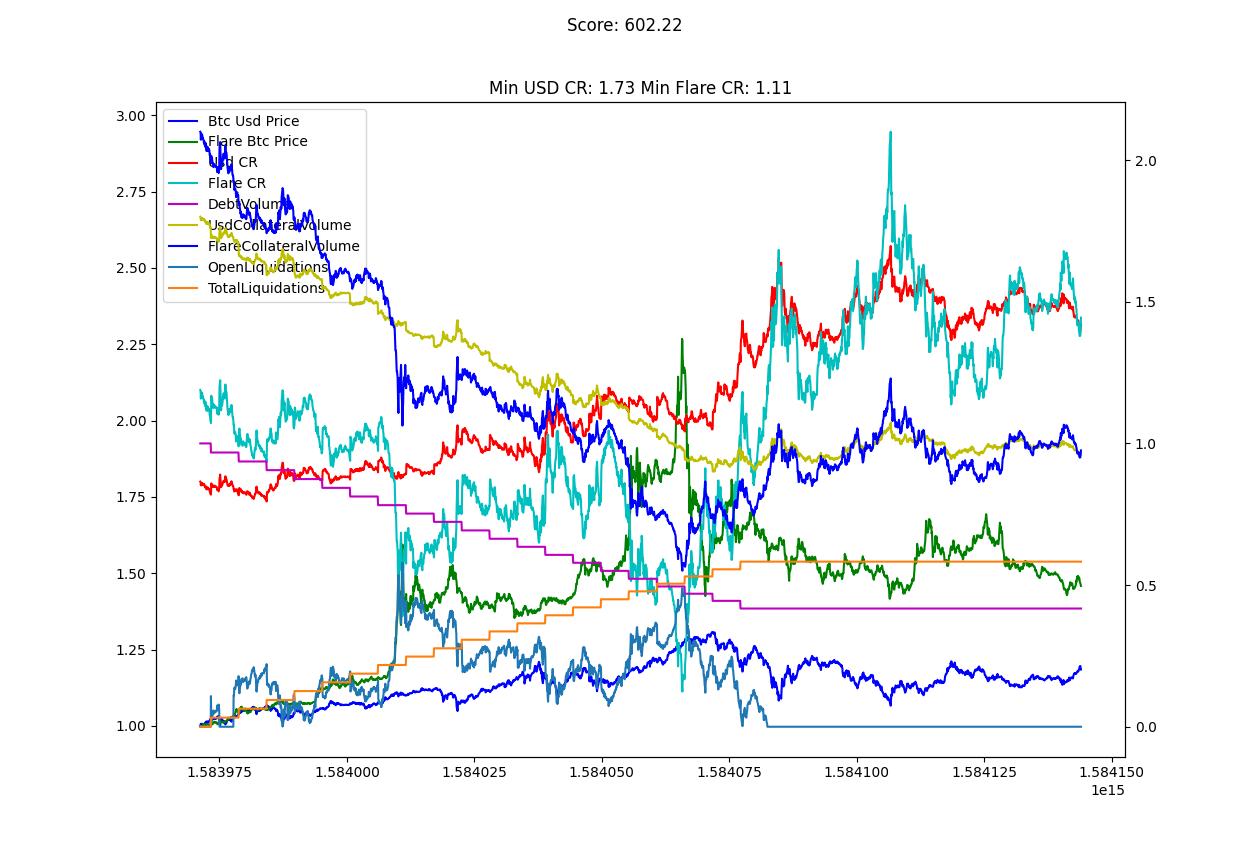 Score: 602.22
Min USD CR: 1.73 Min Flare CR: 1.11
Btc Usd Price
Flare Btc Price
Usd CR
Flare CR
DebtVolume
UsdCollateralVolume
FlareCollateralVolume
OpenLiquidations
TotalLiquidations
3.00
2.75
2.50
2.25
2.00
1.75
1.50
1.25
1.00
2.0
1.5
1.0
0.5
0.0
1.583975 1.584000 1.584025 1.584050 1.584075 1.584100 1.584125 1.584150
1e15